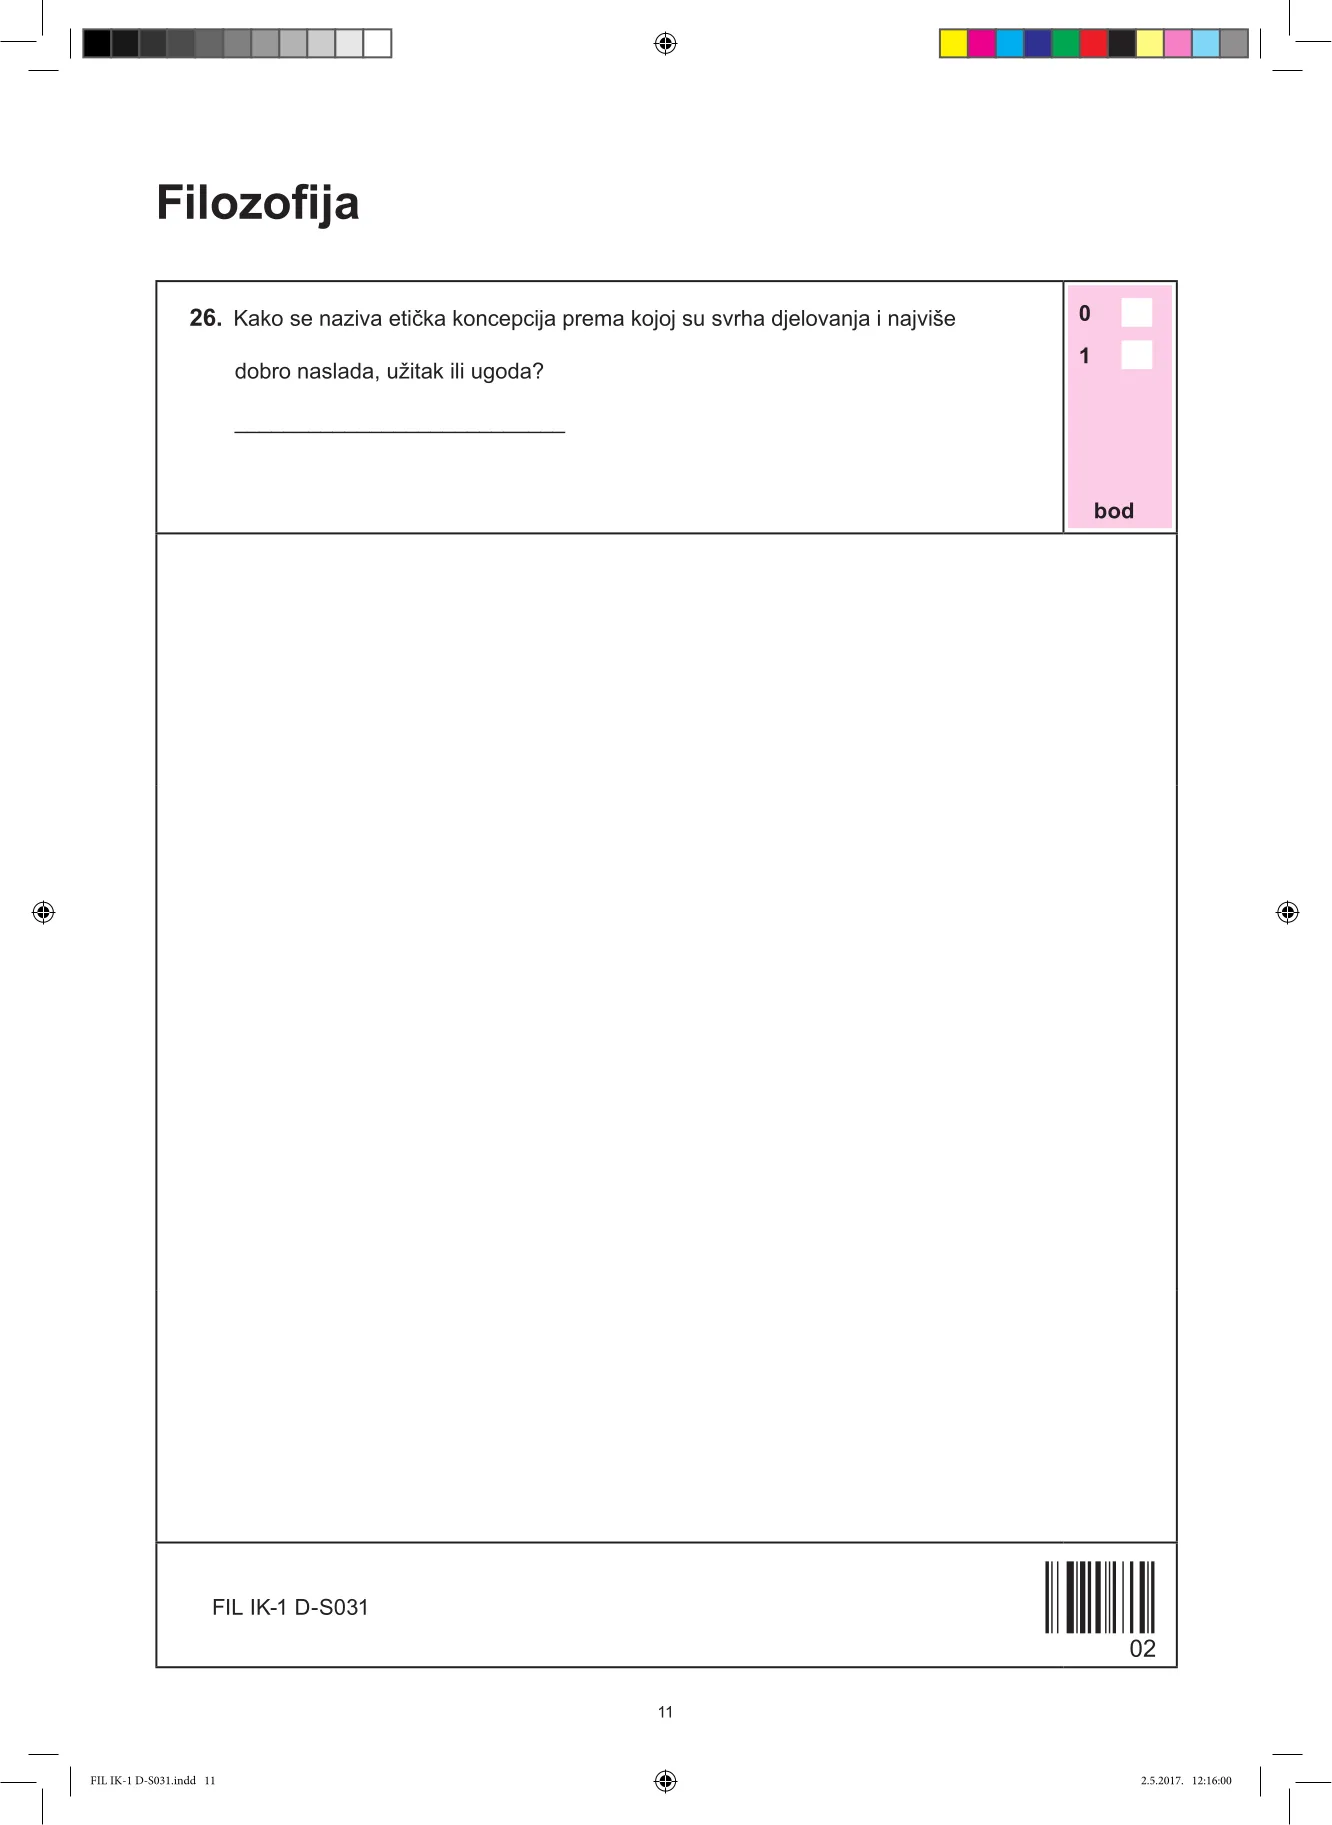 Filozofija
26. Kako se naziva etička koncepcija prema kojoj su svrha djelovanja i najviše
dobro naslada, užitak ili ugoda?
0
1
bod
FIL IK-1 D-S031
02
11
FIL IK-1 D-S031.indd 11
2.5.2017. 12:16:00